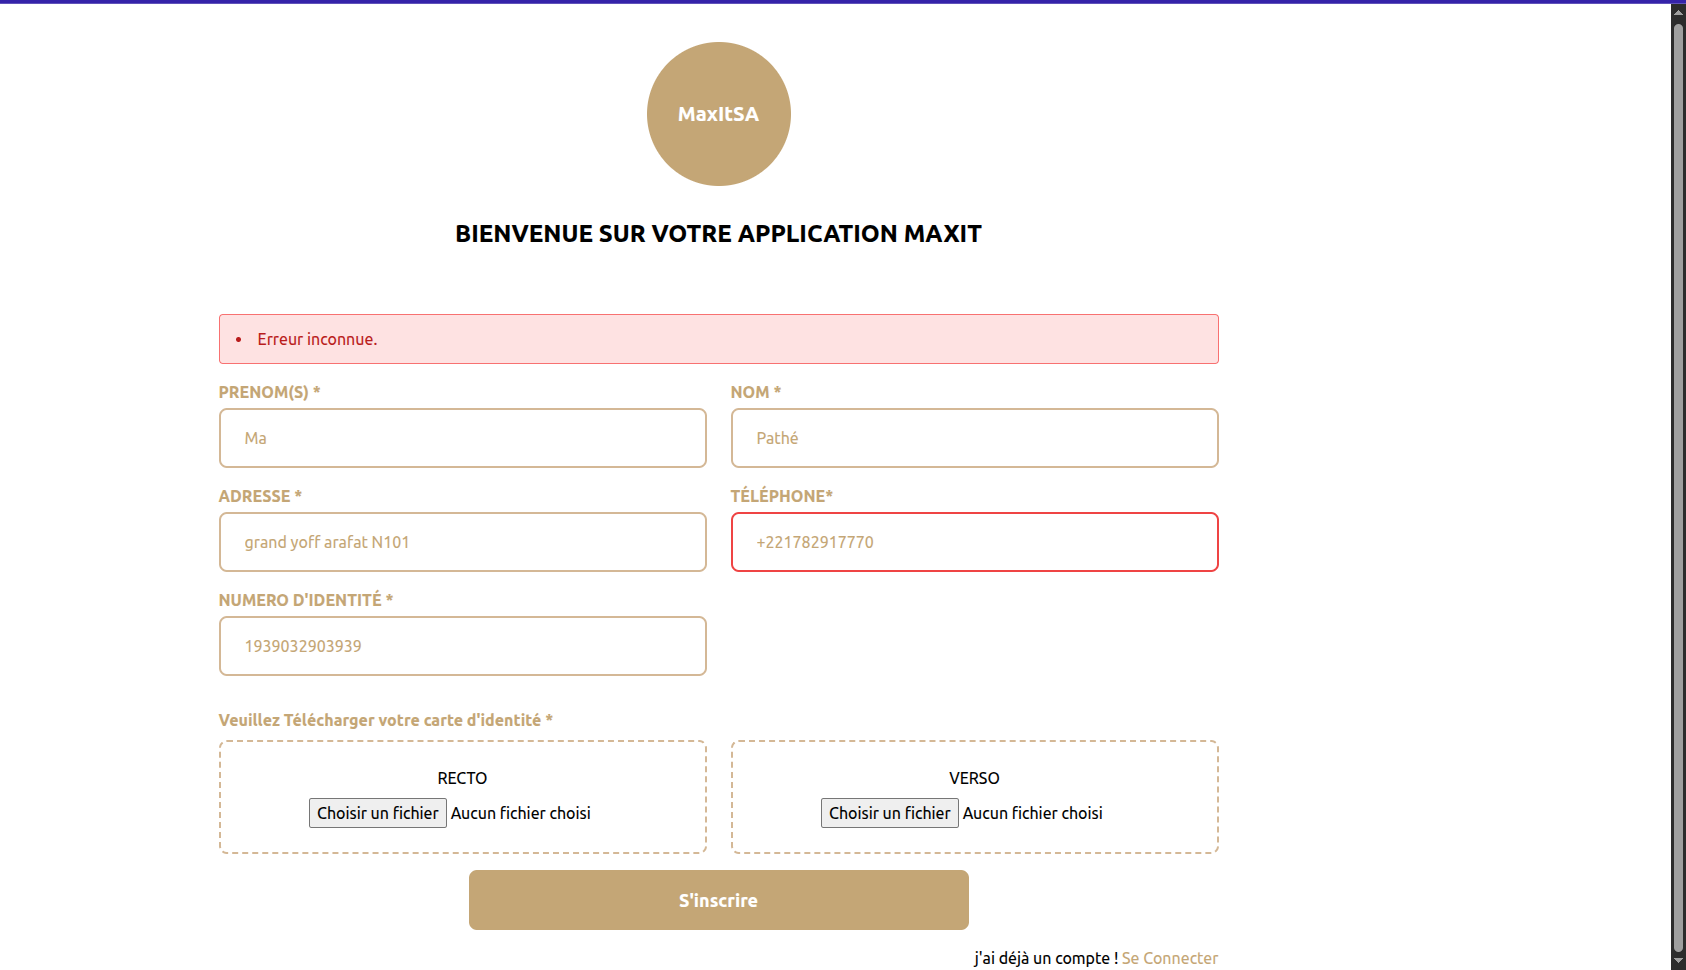 MaxItSA
BIENVENUE SUR VOTRE APPLICATION MAXIT
• Erreur inconnue.
PRENOM(S) * NOM *
Ma Pathé
ADRESSE * TÉLÉPHONE*
grand yoff arafat N101 +221782917770
NUMERO D'IDENTITÉ *
1939032903939
Veuillez Télécharger votre carte d'identité *
RECTO VERSO
Choisir un fichier Aucun fichier choisi Choisir un fichier Aucun fichier choisi
S'inscrire
j'ai déjà un compte ! Se Connecter